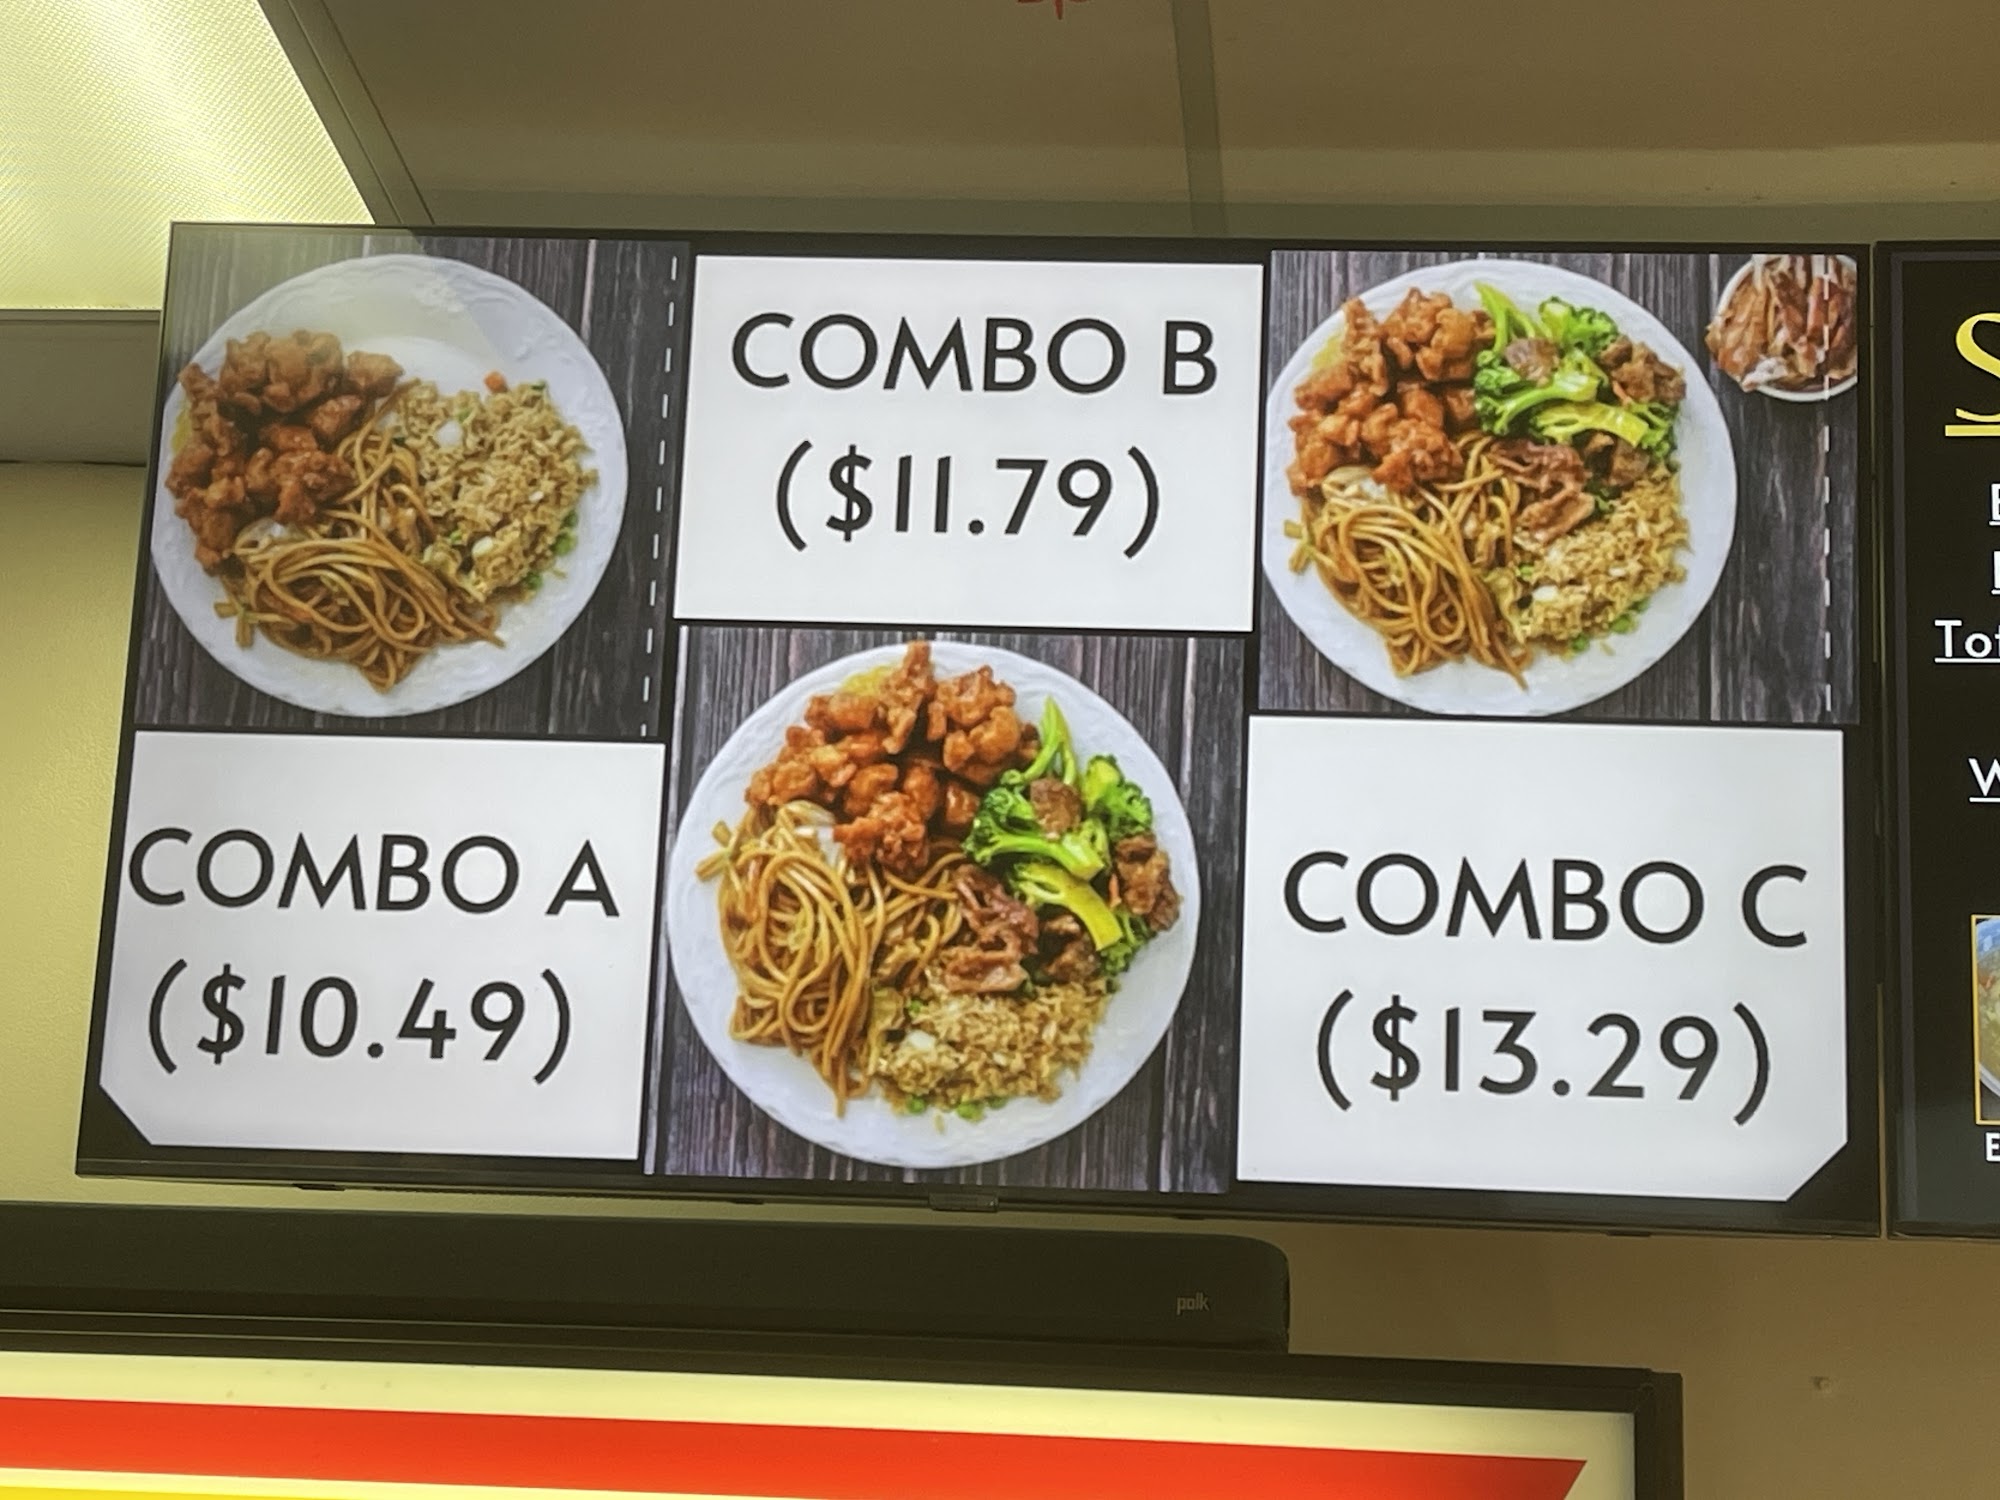 COMBO B
($11.79)
COMBO A
($10.49)
COMBO C
($13.29)
polk